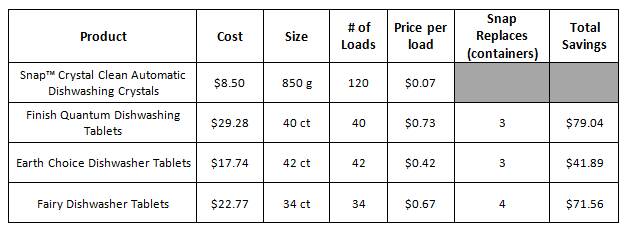 Product Cost Size # of Loads Price per load Snap Replaces (containers) Total Savings
Snap™ Crystal Clean Automatic Dishwashing Crystals $8.50 850 g 120 $0.07
Finish Quantum Dishwashing Tablets $29.28 40 ct 40 $0.73 3 $79.04
Earth Choice Dishwasher Tablets $17.74 42 ct 42 $0.42 3 $41.89
Fairy Dishwasher Tablets $22.77 34 ct 34 $0.67 4 $71.56